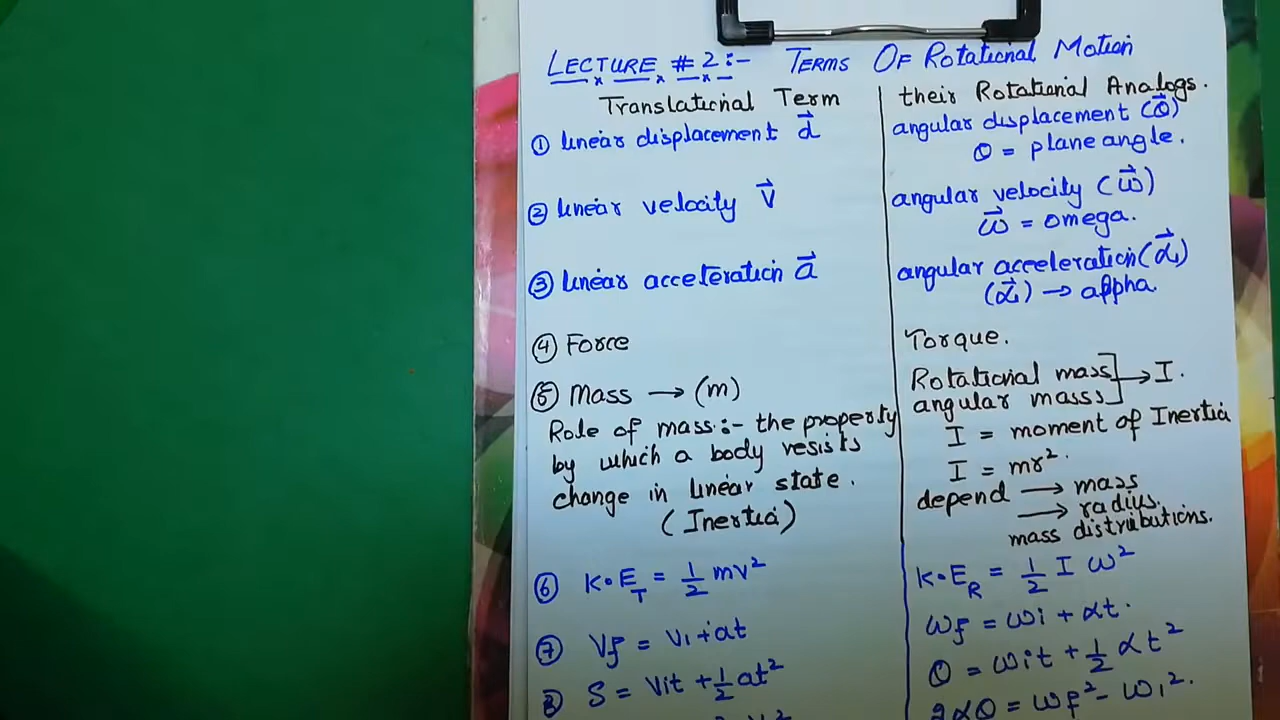 LECTURE # 2 :- TERMS OF ROTATIONAL MOTION
Translational Term
① linear displacement d⃗
② linear velocity v⃗
③ linear acceleration a⃗
④ Force
⑤ Mass → (m)
Role of mass :- the property
by which a body resists
change in linear state.
(Inertia)
⑥ K.E_T = 1/2 mv²
⑦ Vf = Vi + at
⑧ S = Vit + 1/2 at²
their Rotational Analogs.
angular displacement (θ⃗)
θ = plane angle.
angular velocity (ω⃗)
ω⃗ = omega.
angular acceleration (α⃗)
(α⃗) → alpha.
Torque.
Rotational mass
angular mass] → I.
I = moment of Inertia
I = mr².
depend → mass
→ radius.
mass distributions.
K.E_R = 1/2 I ω²
ωf = ωi + αt.
θ = ωit + 1/2 αt²
2αθ = ωf² - ωi².